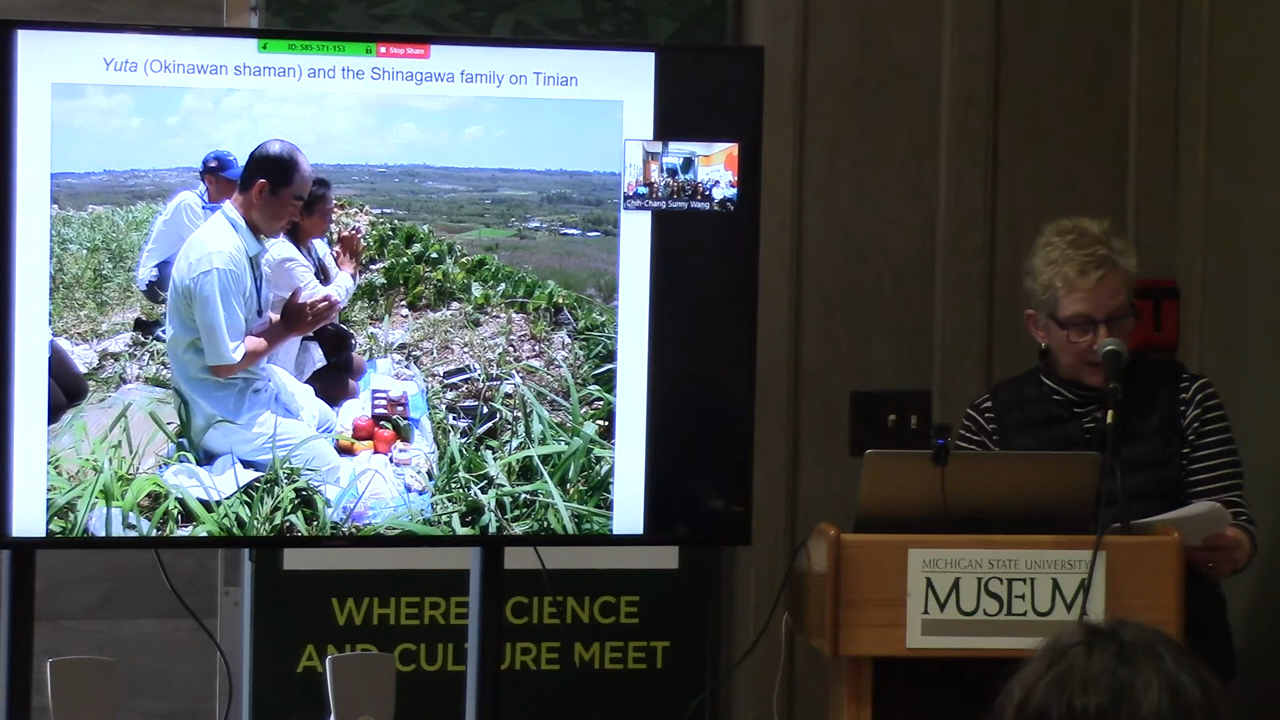 ID: 585-571-153
Stop Share
Yuta (Okinawan shaman) and the Shinagawa family on Tinian
Chih-Chang Sunny Wang
MICHIGAN STATE UNIVERSITY
MUSEUM
WHERE CIENCE
AND CULTURE MEET